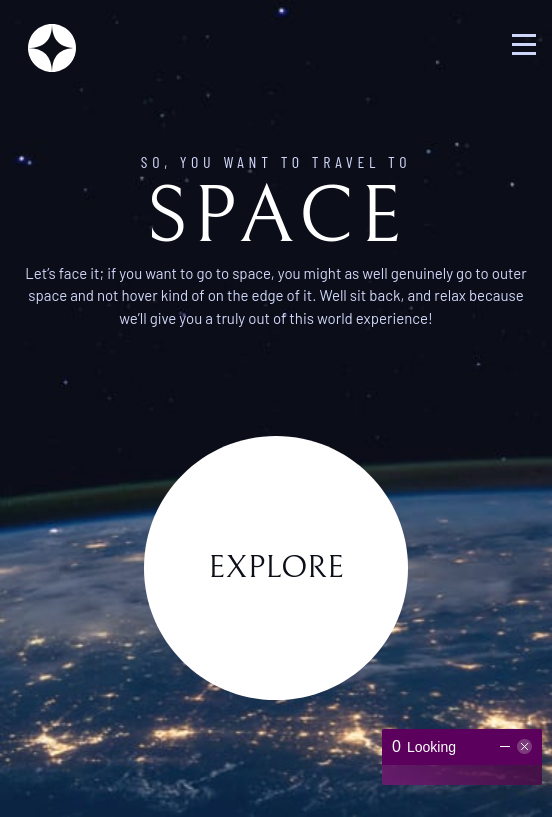 SO, YOU WANT TO TRAVEL TO
SPACE
Let’s face it; if you want to go to space, you might as well genuinely go to outer
space and not hover kind of on the edge of it. Well sit back, and relax because
we’ll give you a truly out of this world experience!
EXPLORE
0 Looking